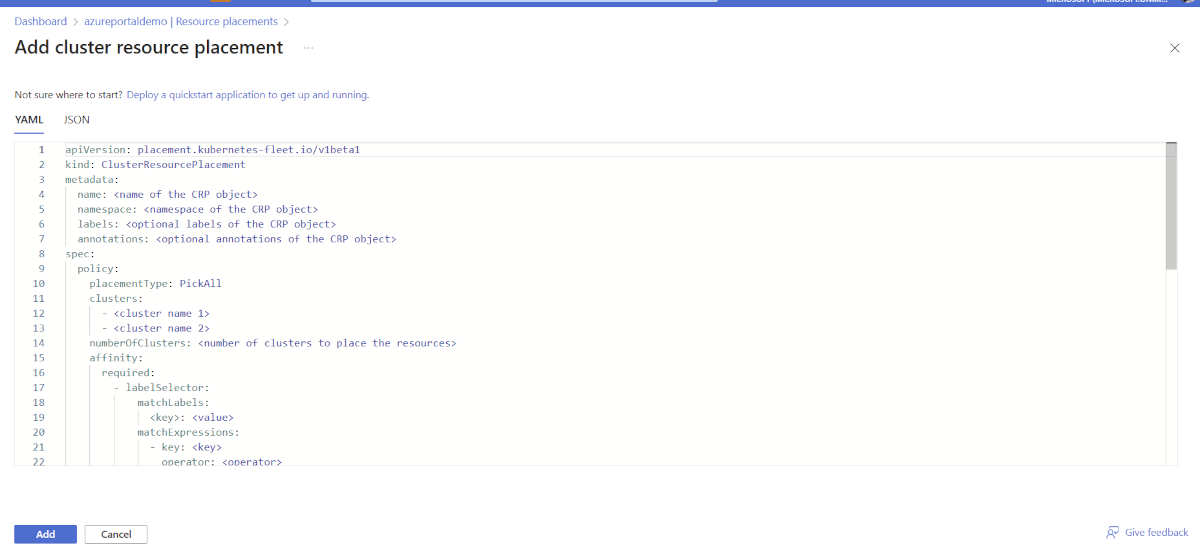 Dashboard > azureportaldemo | Resource placements >
Add cluster resource placement ...
Not sure where to start? Deploy a quickstart application to get up and running.
YAML JSON
1 apiVersion: placement.kubernetes-fleet.io/v1beta1
2 kind: ClusterResourcePlacement
3 metadata:
4 name: <name of the CRP object>
5 namespace: <namespace of the CRP object>
6 labels: <optional labels of the CRP object>
7 annotations: <optional annotations of the CRP object>
8 spec:
9 policy:
10 placementType: PickAll
11 clusters:
12 - <cluster name 1>
13 - <cluster name 2>
14 numberOfClusters: <number of clusters to place the resources>
15 affinity:
16 required:
17 - labelSelector:
18 matchLabels:
19 <key>: <value>
20 matchExpressions:
21 - key: <key>
22 operator: <operator>
Add Cancel
Give feedback